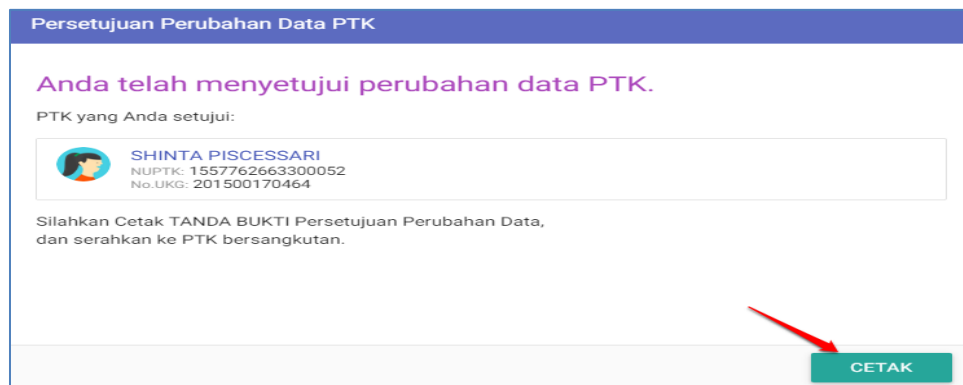 Persetujuan Perubahan Data PTK
Anda telah menyetujui perubahan data PTK.
PTK yang Anda setujui:
SHINTA PISCESSARI
NUPTK: 1557762663300052
No.UKG: 201500170464
Silahkan Cetak TANDA BUKTI Persetujuan Perubahan Data,
dan serahkan ke PTK bersangkutan.
CETAK